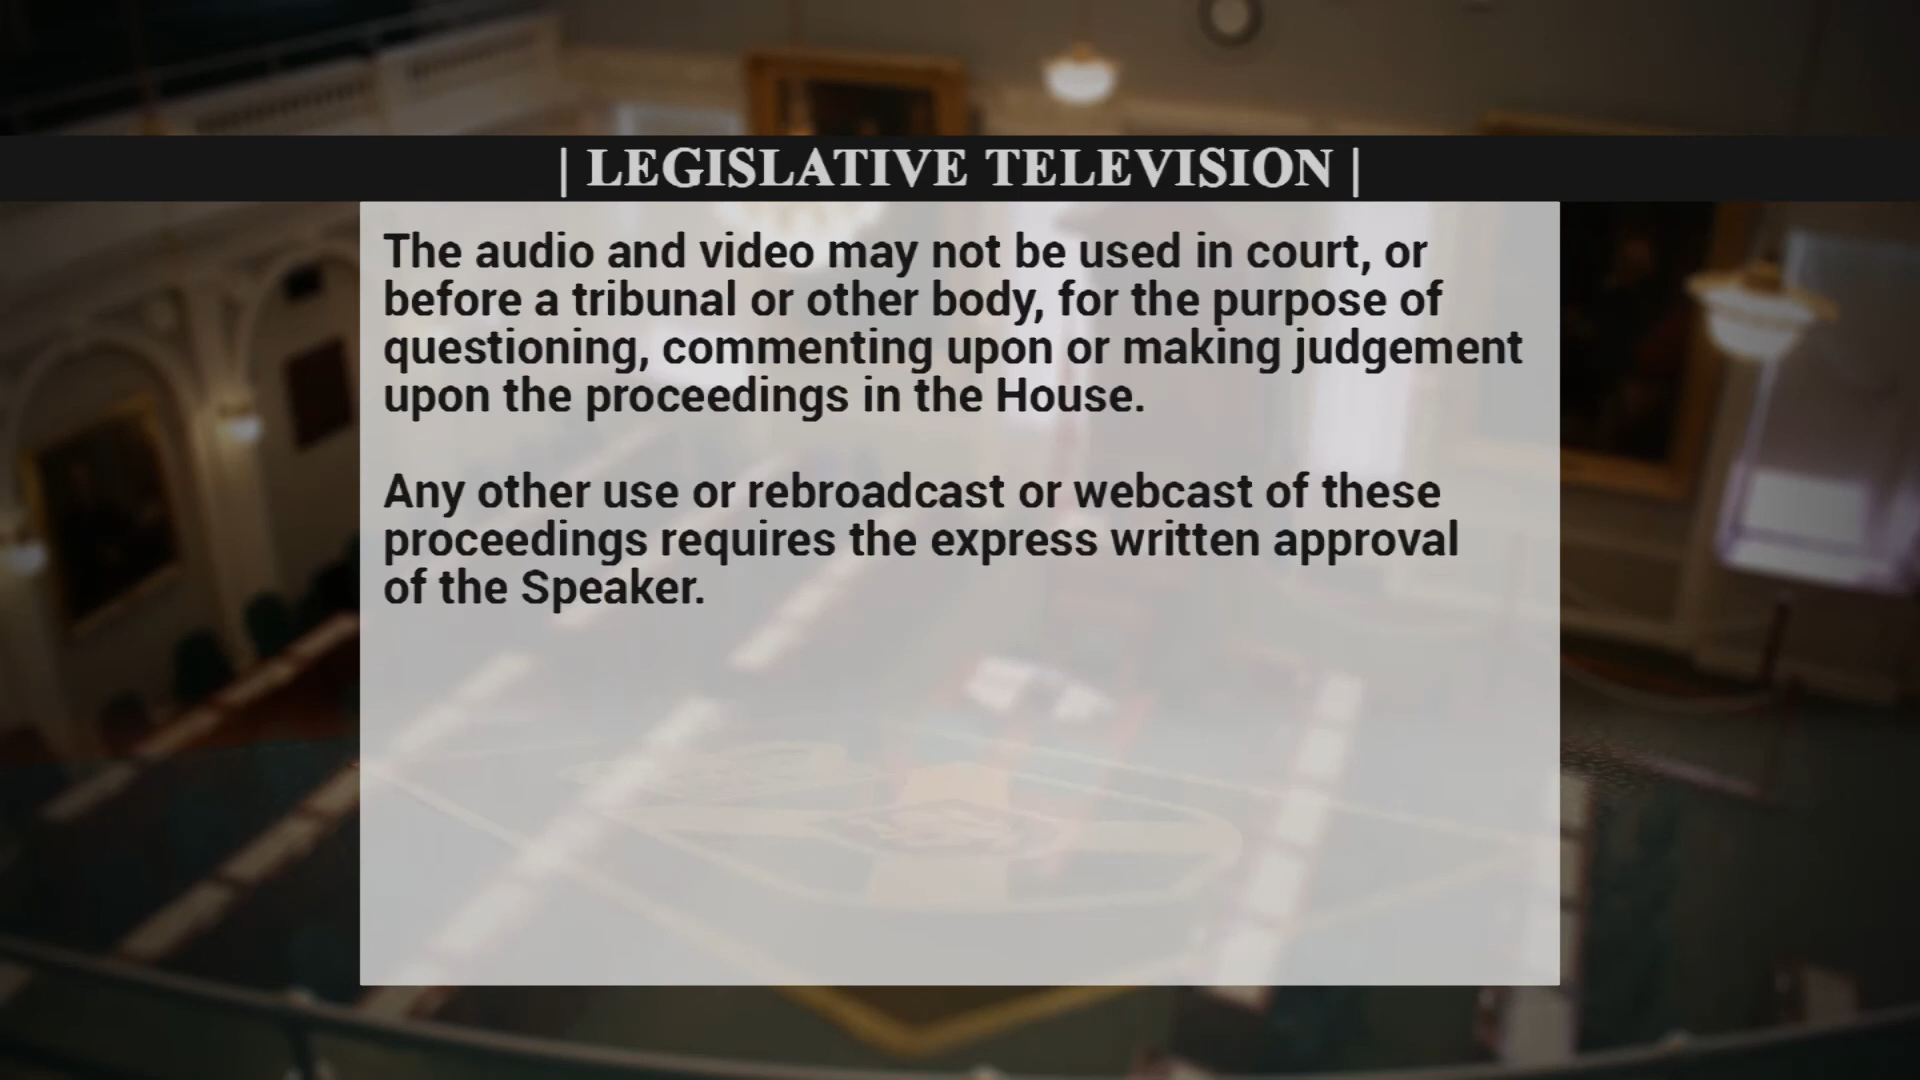 | LEGISLATIVE TELEVISION |
The audio and video may not be used in court, or
before a tribunal or other body, for the purpose of
questioning, commenting upon or making judgement
upon the proceedings in the House.
Any other use or rebroadcast or webcast of these
proceedings requires the express written approval
of the Speaker.